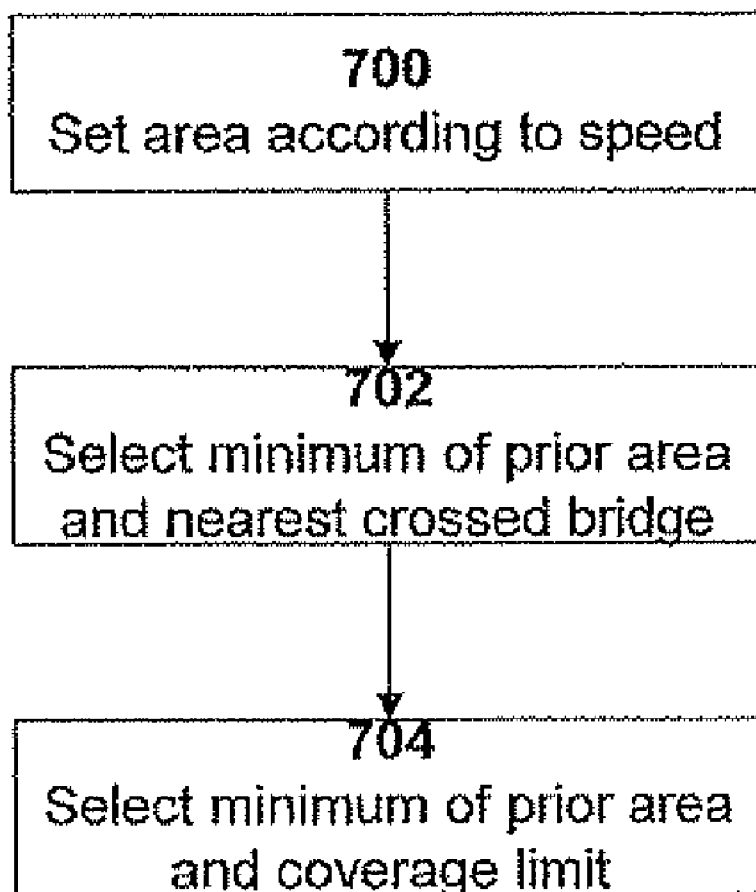 700
Set area according to speed
702
Select minimum of prior area
and nearest crossed bridge
704
Select minimum of prior area
and coverage limit